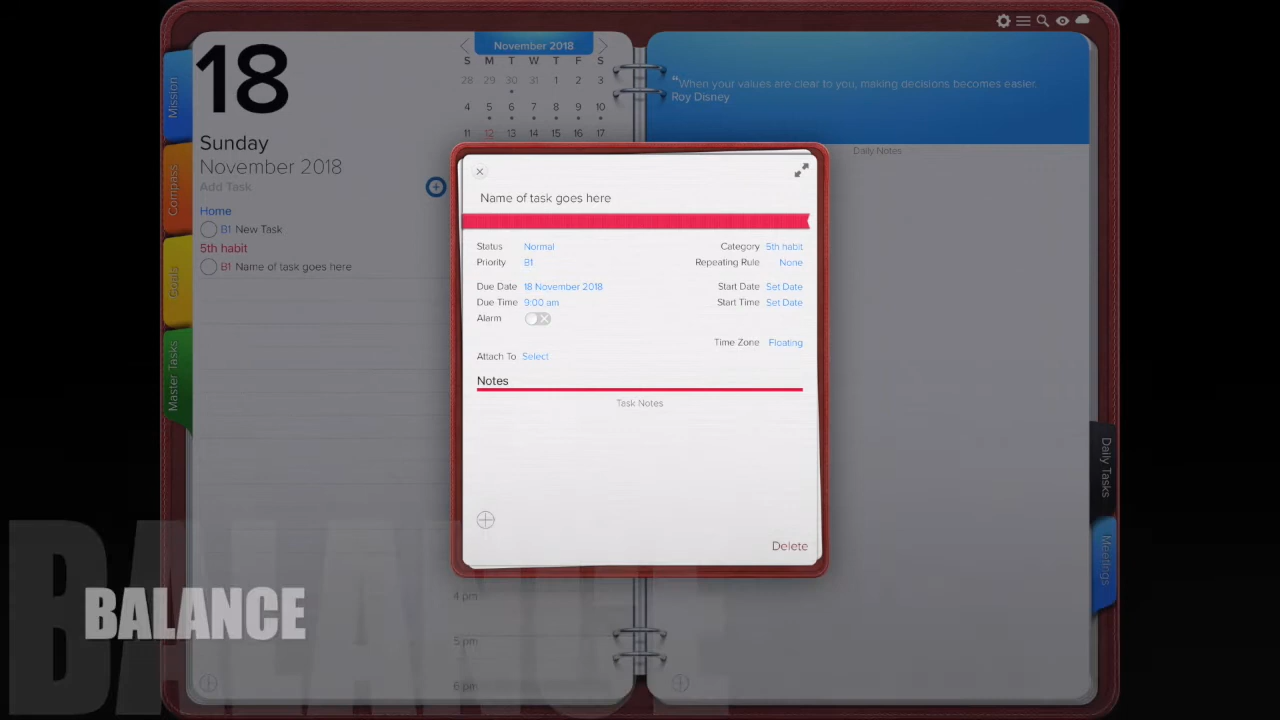 18
Sunday
November 2018
Add Task
Home
B1 New Task
5th habit
B1 Name of task goes here
November 2018
S M T W T F S
28 29 30 31 1 2 3
4 5 6 7 8 9 10
11 12 13 14 15 16 17
Mission
Compass
Goals
Master Tasks
"When your values are clear to you, making decisions becomes easier.
Roy Disney
Daily Notes
Name of task goes here
Status Normal Category 5th habit
Priority B1 Repeating Rule None
Due Date 18 November 2018 Start Date Set Date
Due Time 9:00 am Start Time Set Date
Alarm
Time Zone Floating
Attach To Select
Notes
Task Notes
Delete
4 pm
5 pm
6 pm
Daily Tasks
Meetings
BALANCE
BALANCE